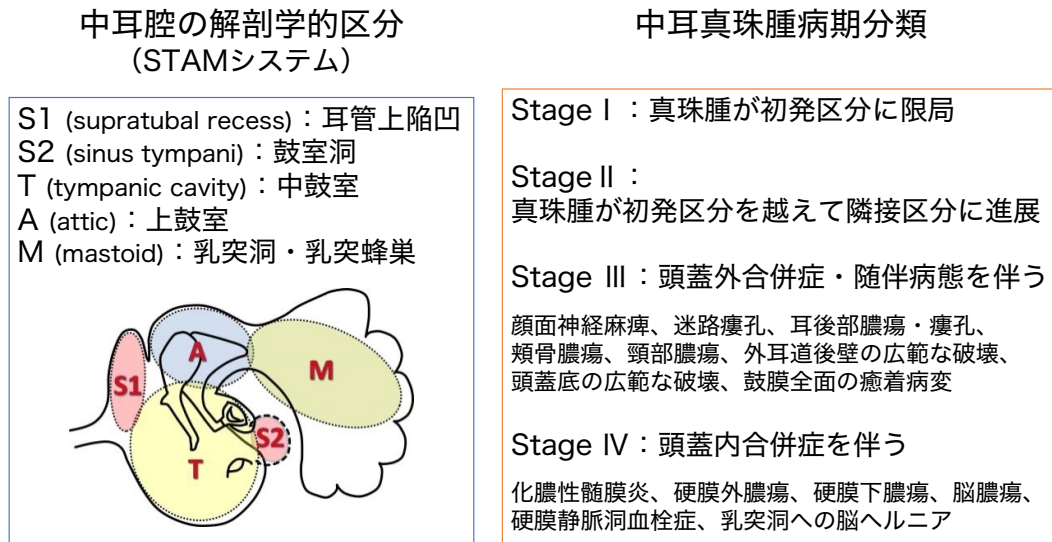 中耳腔の解剖学的区分
（STAMシステム）
S1 (supratubal recess)：耳管上陥凹
S2 (sinus tympani)：鼓室洞
T (tympanic cavity)：中鼓室
A (attic)：上鼓室
M (mastoid)：乳突洞・乳突蜂巣
S1
A
M
S2
T
中耳真珠腫病期分類
Stage Ⅰ：真珠腫が初発区分に限局
Stage Ⅱ：
真珠腫が初発区分を越えて隣接区分に進展
Stage Ⅲ：頭蓋外合併症・随伴病態を伴う
顔面神経麻痺、迷路瘻孔、耳後部膿瘍・瘻孔、
頬骨膿瘍、頸部膿瘍、外耳道後壁の広範な破壊、
頭蓋底の広範な破壊、鼓膜全面の癒着病変
Stage Ⅳ：頭蓋内合併症を伴う
化膿性髄膜炎、硬膜外膿瘍、硬膜下膿瘍、脳膿瘍、
硬膜静脈洞血栓症、乳突洞への脳ヘルニア